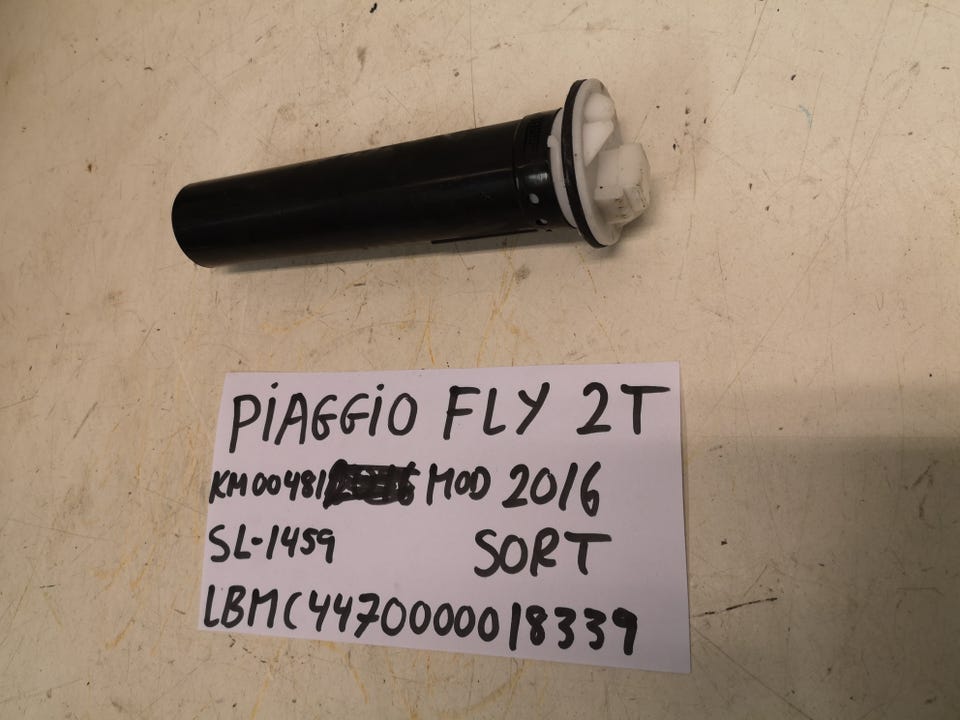 PiAGGiO FLY 2T
KM00481 MOD 2016
SL-1459 SORT
LBMC4470000018339